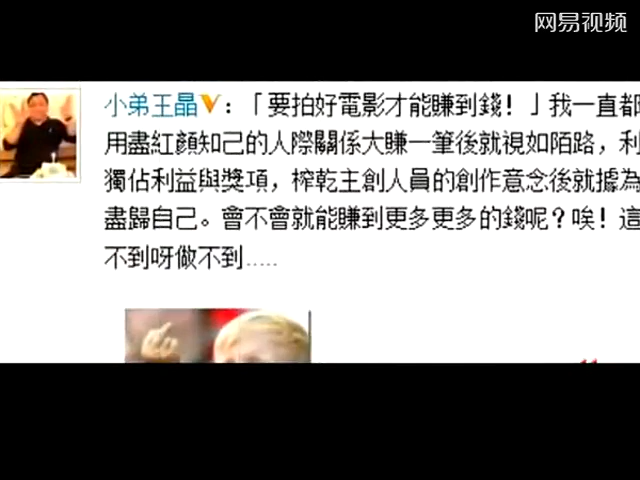 网易视频
小弟王晶V：「要拍好電影才能賺到錢！」我一直都
用盡紅顏知己的人際關係大賺一筆後就視如陌路，利
獨佔利益與獎項，榨乾主創人員的創作意念後就據為
盡歸自己。會不會就能賺到更多更多的錢呢？唉！這
不到呀做不到.....